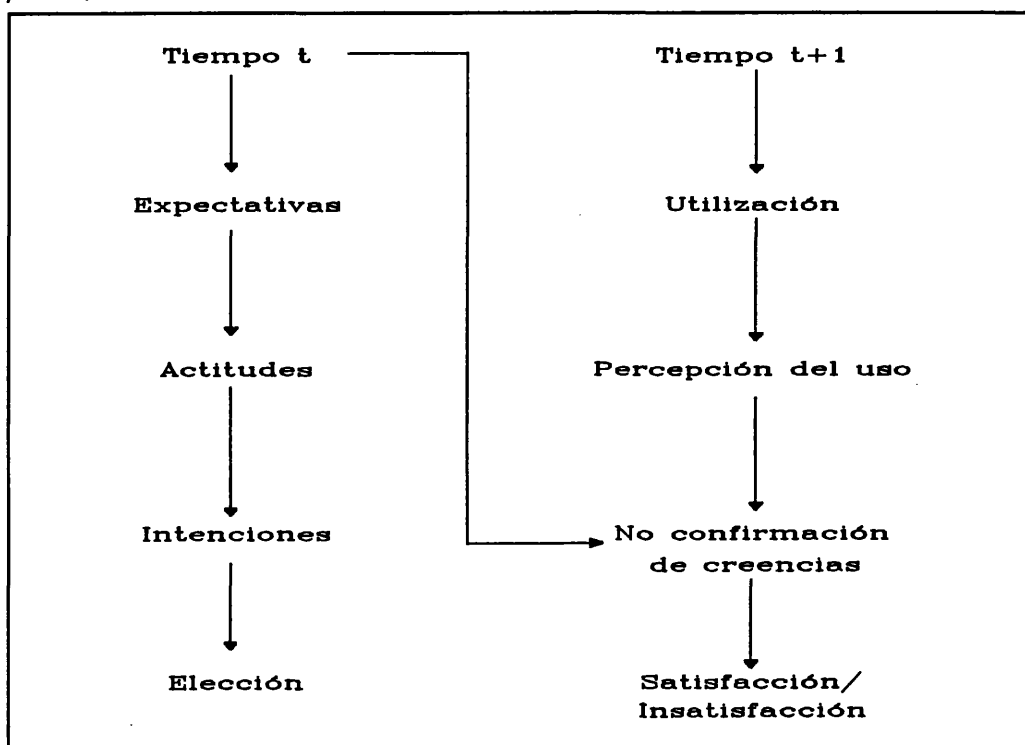 Tiempo t
Expectativas
Actitudes
Intenciones
Elección
Tiempo t+1
Utilización
Percepción del uso
No confirmación
de creencias
Satisfacción/
Insatisfacción